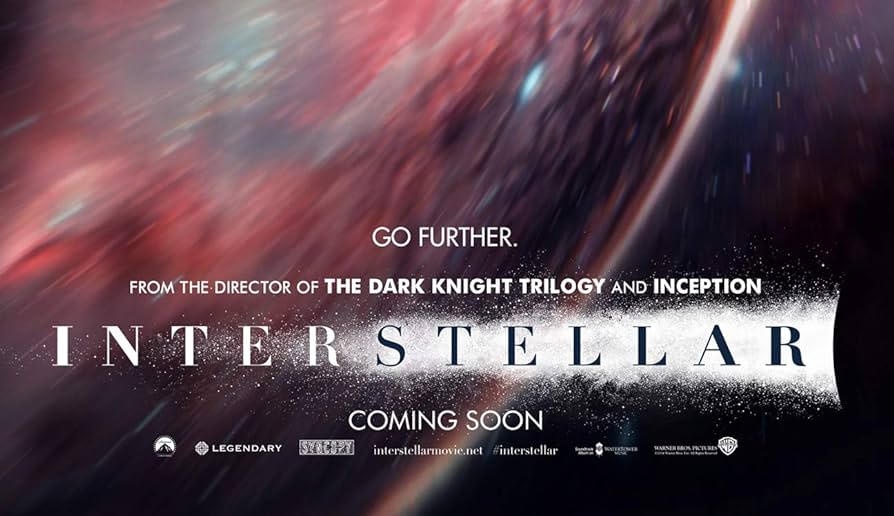 GO FURTHER.
FROM THE DIRECTOR OF THE DARK KNIGHT TRILOGY AND INCEPTION
INTERSTELLAR
COMING SOON
LEGENDARY SYNCOPY interstellarmovie.net #interstellar WATERTOWER MUSIC WARNER BROS. PICTURES